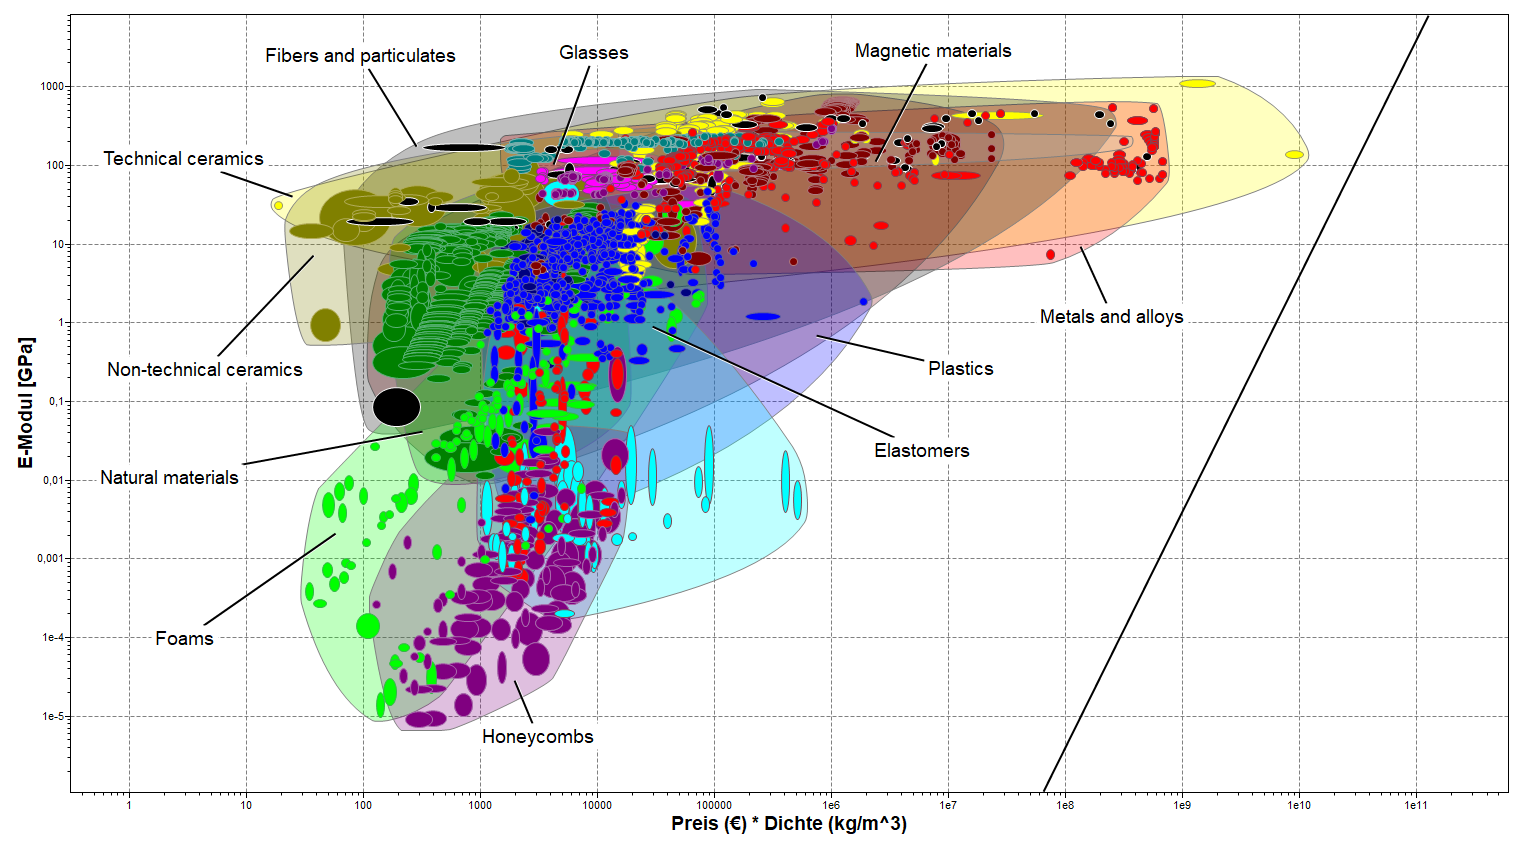 Fibers and particulates
Glasses
Magnetic materials
Technical ceramics
Non-technical ceramics
Natural materials
Foams
Honeycombs
Metals and alloys
Plastics
Elastomers
E-Modul [GPa]
1000
100
10
1
0,1
0,01
0,001
1e-4
1e-5
1 10 100 1000 10000 100000 1e6 1e7 1e8 1e9 1e10 1e11
Preis (€) * Dichte (kg/m^3)